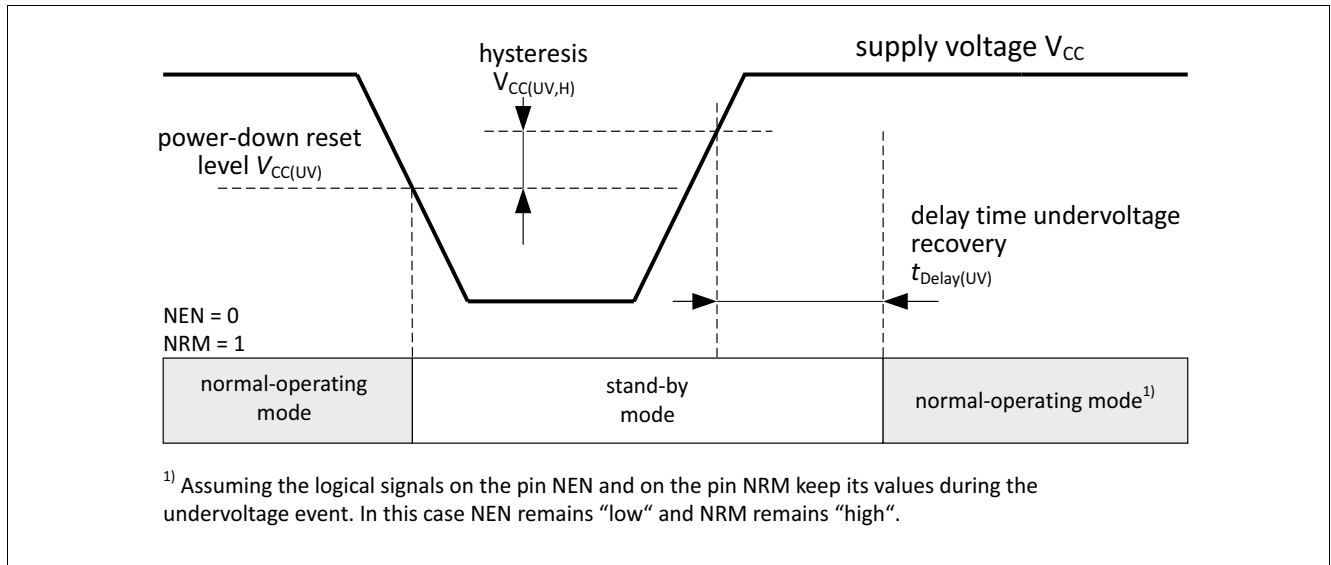 hysteresis
V_CC(UV,H)
supply voltage V_CC
power-down reset
level V_CC(UV)
delay time undervoltage
recovery
t_Delay(UV)
NEN = 0
NRM = 1
normal-operating
mode
stand-by
mode
normal-operating mode¹⁾
¹⁾ Assuming the logical signals on the pin NEN and on the pin NRM keep its values during the
undervoltage event. In this case NEN remains “low“ and NRM remains “high“.